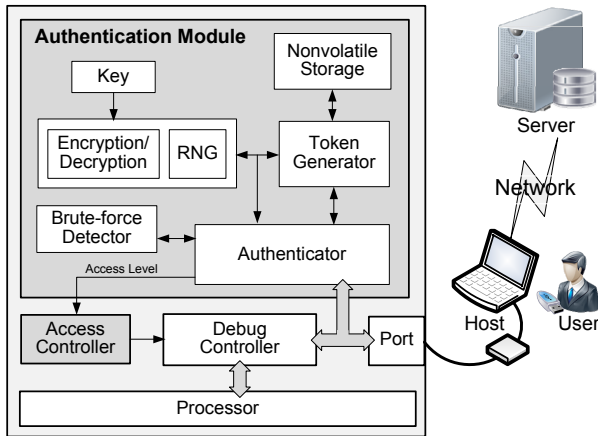 Authentication Module
Nonvolatile
Storage
Key
Encryption/
Decryption
RNG
Token
Generator
Brute-force
Detector
Authenticator
Access Level
Access
Controller
Debug
Controller
Port
Processor
Server
Network
Host
User